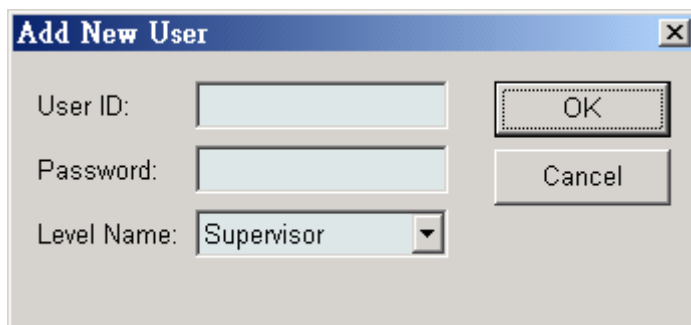 Add New User
User ID:
OK
Password:
Cancel
Level Name: Supervisor